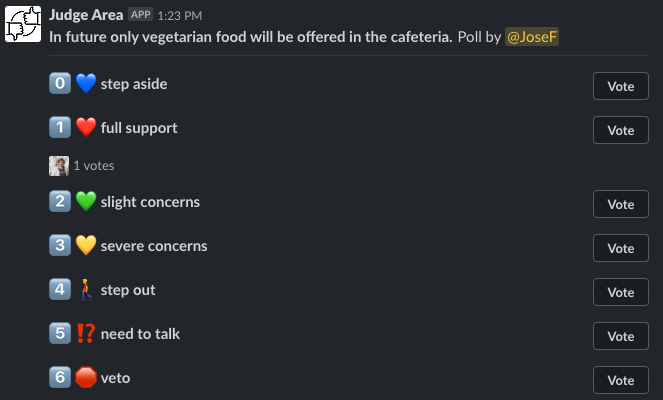 Judge Area APP 1:23 PM
In future only vegetarian food will be offered in the cafeteria. Poll by @JoseF
0 step aside Vote
1 full support Vote
1 votes
2 slight concerns Vote
3 severe concerns Vote
4 step out Vote
5 ⁉️ need to talk Vote
6 veto Vote